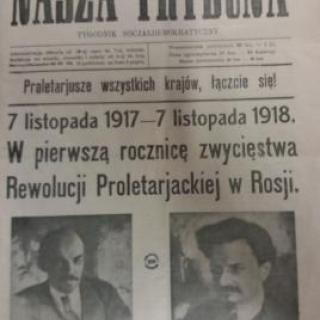 NASZA TRYBUNA
TYGODNIK SOCJALDEMOKRATYCZNY
Proletarjusze wszystkich krajów, łączcie się!
7 listopada 1917—7 listopada 1918.
W pierwszą rocznicę zwycięstwa
Rewolucji Proletarjackiej w Rosji.